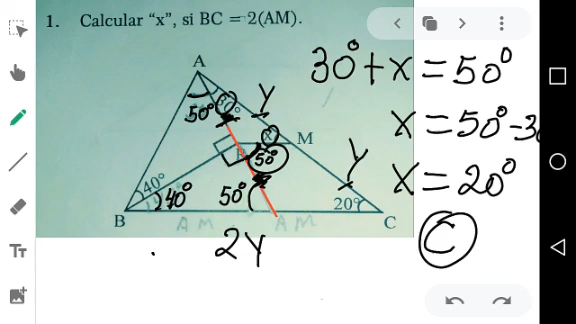 1. Calcular "x", si BC = 2(AM).
30° + x = 50°
A
30°
Y
50°
x = 50° - 30
x
M
50°
Y
x = 20°
40°
40°
50°
20°
B
C
AM
AM
C
2Y